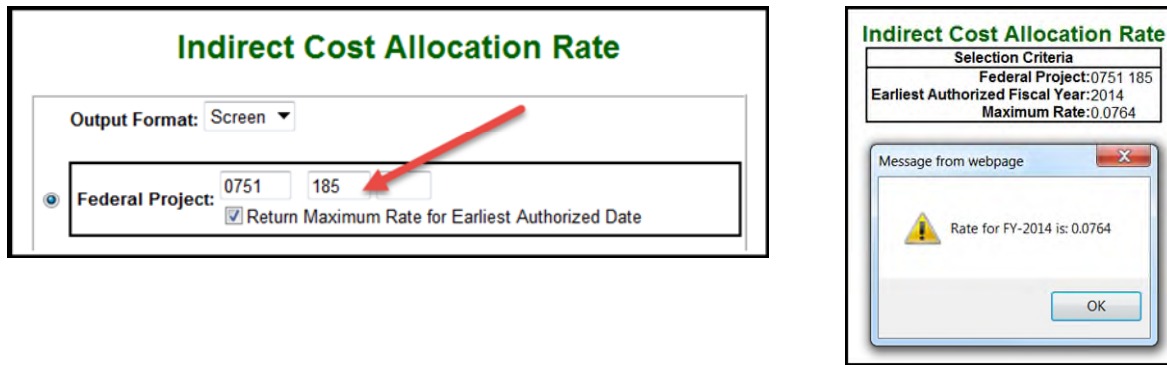 Indirect Cost Allocation Rate
Output Format: Screen
Federal Project: 0751 185
Return Maximum Rate for Earliest Authorized Date
Indirect Cost Allocation Rate
Selection Criteria
Federal Project:0751 185
Earliest Authorized Fiscal Year:2014
Maximum Rate:0.0764
Message from webpage
X
Rate for FY-2014 is: 0.0764
OK